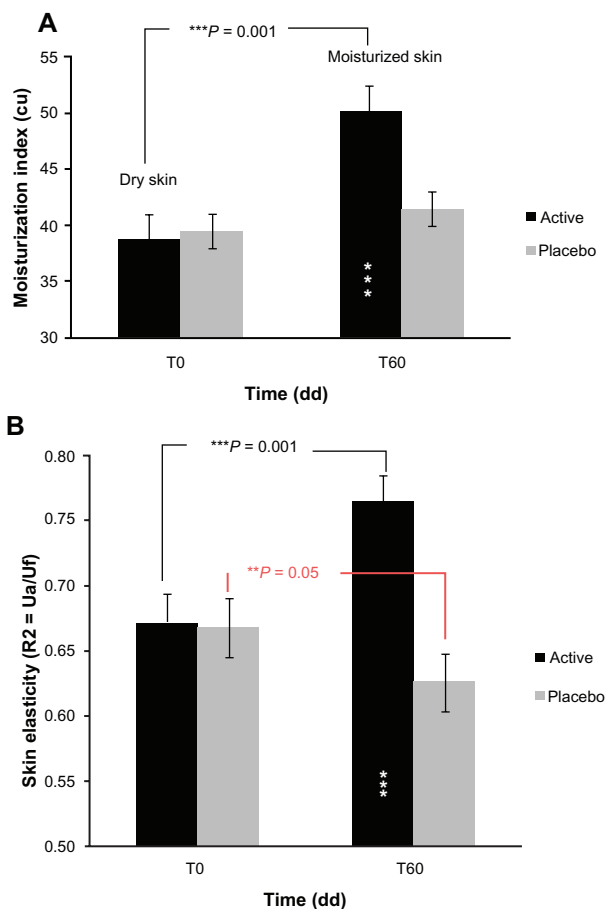 A
***P = 0.001
Moisturized skin
Dry skin
Moisturization index (cu)
55
50
45
40
35
30
***
T0
T60
Time (dd)
Active
Placebo
B
***P = 0.001
**P = 0.05
Skin elasticity (R2 = Ua/Uf)
0.80
0.75
0.70
0.65
0.60
0.55
0.50
***
T0
T60
Time (dd)
Active
Placebo